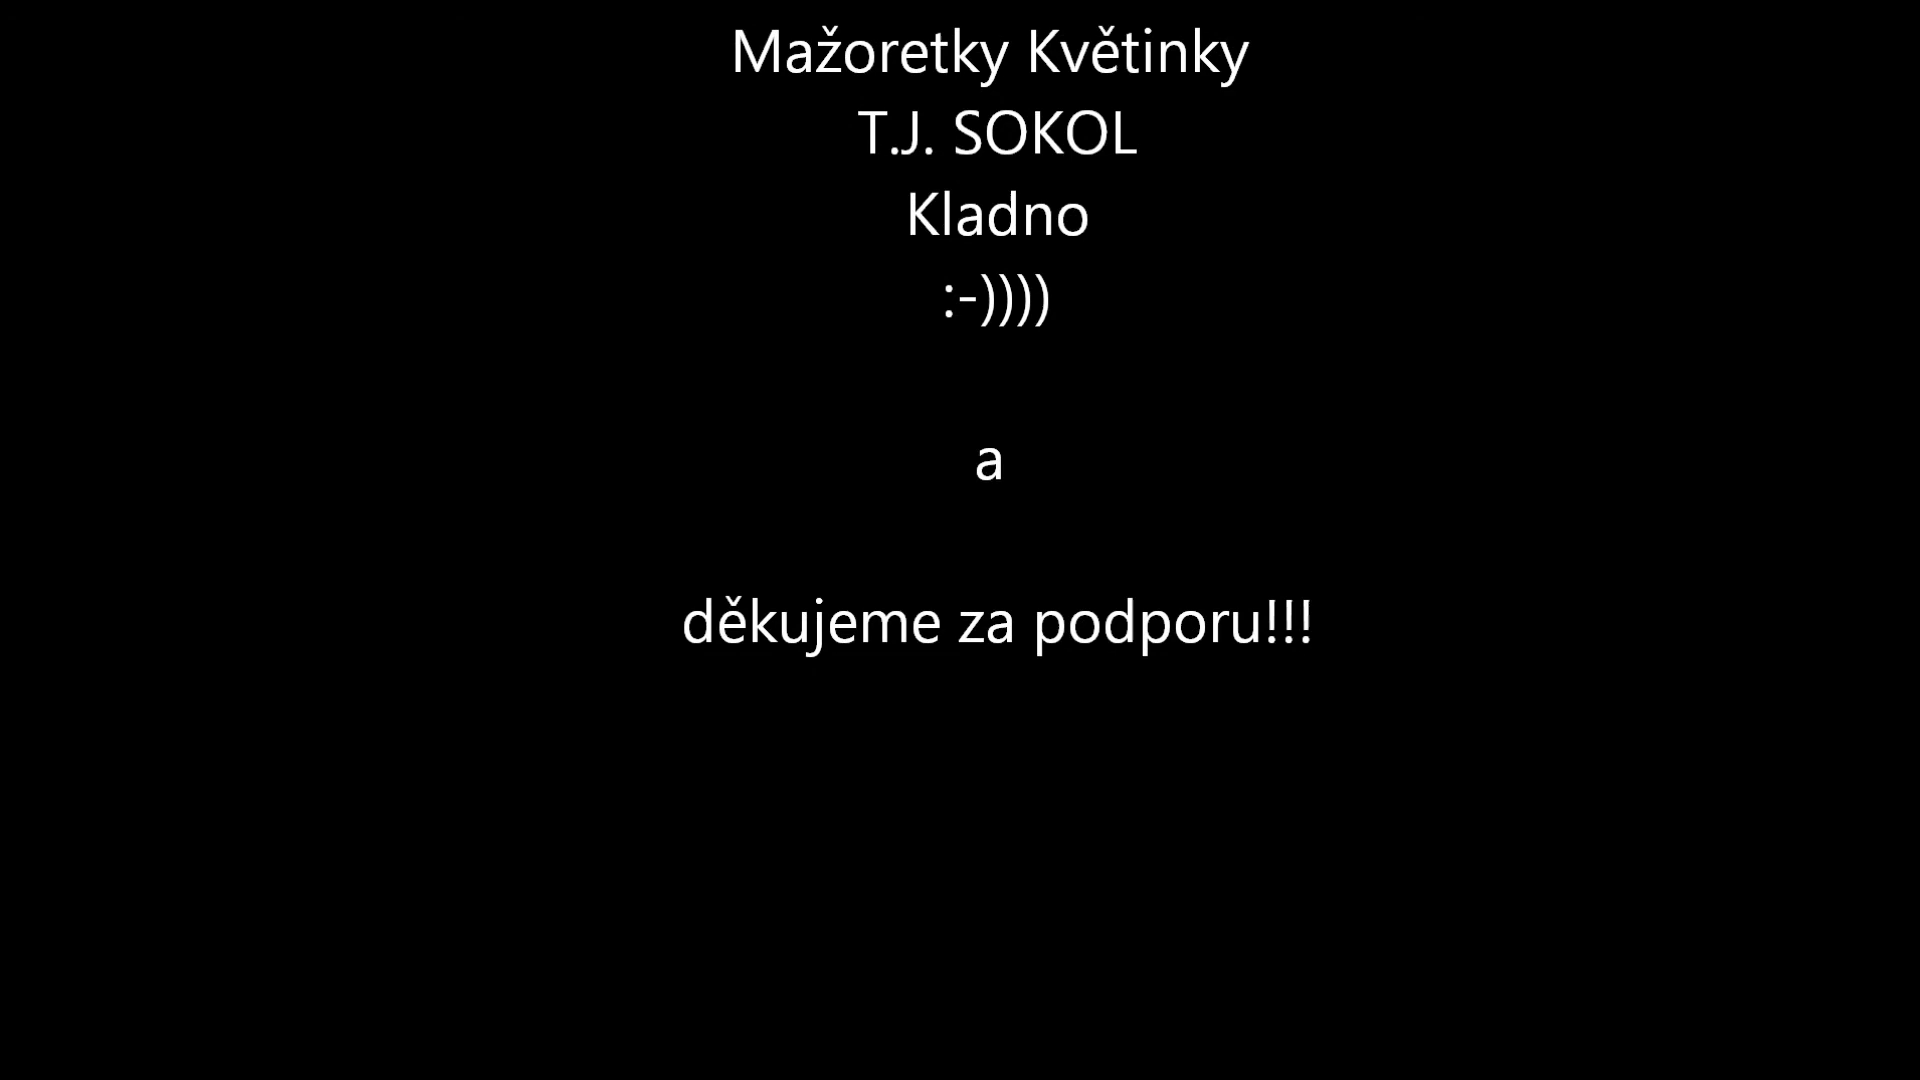 Mažoretky Květinky
T.J. SOKOL
Kladno
:-))))
a
děkujeme za podporu!!!